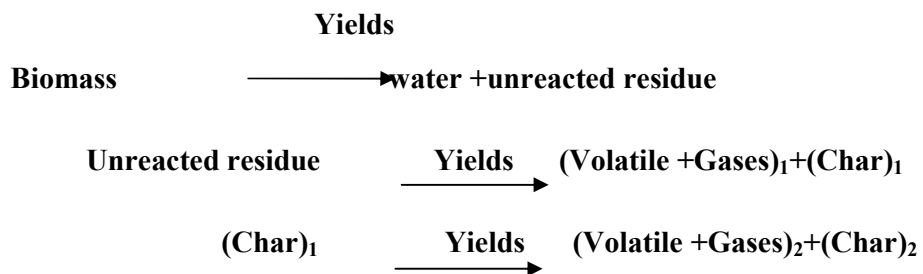 Yields
Biomass water +unreacted residue
Unreacted residue Yields (Volatile +Gases)₁+(Char)₁
(Char)₁ Yields (Volatile +Gases)₂+(Char)₂